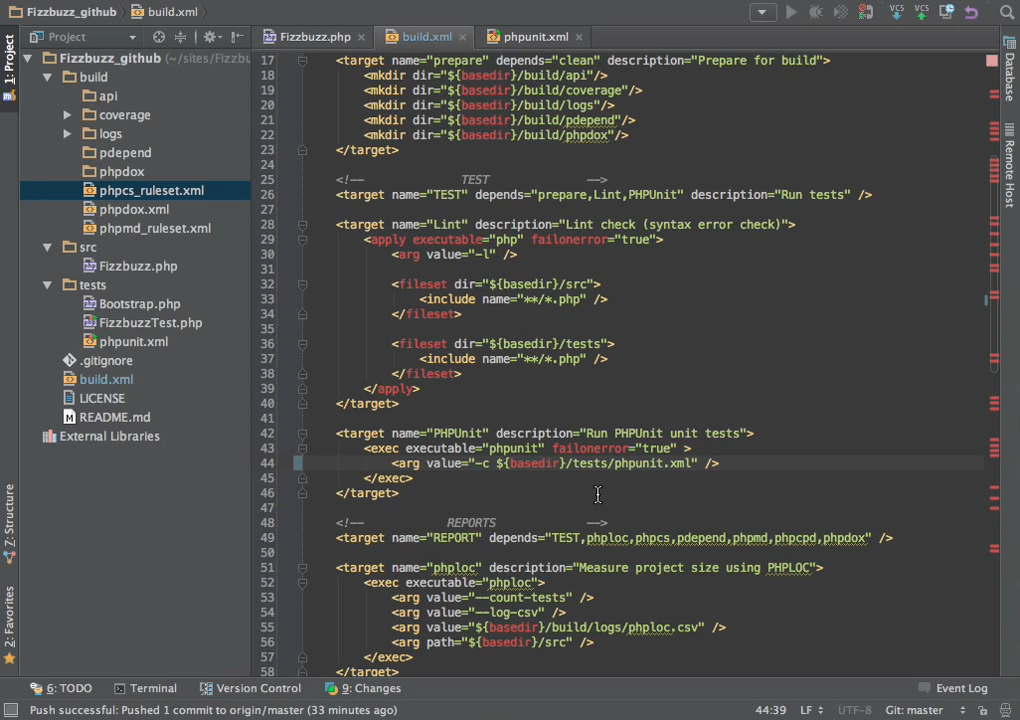 Fizzbuzz_github
build.xml
VCS
VCS
1: Project
Project
Fizzbuzz.php
build.xml
phpunit.xml
Fizzbuzz_github (~/sites/Fizzbu
build
api
coverage
logs
pdepend
phpdox
phpcs_ruleset.xml
phpdox.xml
phpmd_ruleset.xml
src
Fizzbuzz.php
tests
Bootstrap.php
FizzbuzzTest.php
phpunit.xml
.gitignore
build.xml
LICENSE
README.md
External Libraries
Z: Structure
2: Favorites
17 <target name="prepare" depends="clean" description="Prepare for build">
18 <mkdir dir="${basedir}/build/api"/>
19 <mkdir dir="${basedir}/build/coverage"/>
20 <mkdir dir="${basedir}/build/logs"/>
21 <mkdir dir="${basedir}/build/pdepend"/>
22 <mkdir dir="${basedir}/build/phpdox"/>
23 </target>
24
25 <!-- TEST -->
26 <target name="TEST" depends="prepare,Lint,PHPUnit" description="Run tests" />
27
28 <target name="Lint" description="Lint check (syntax error check)">
29 <apply executable="php" failonerror="true">
30 <arg value="-l" />
31
32 <fileset dir="${basedir}/src">
33 <include name="**/*.php" />
34 </fileset>
35
36 <fileset dir="${basedir}/tests">
37 <include name="**/*.php" />
38 </fileset>
39 </apply>
40 </target>
41
42 <target name="PHPUnit" description="Run PHPUnit unit tests">
43 <exec executable="phpunit" failonerror="true" >
44 <arg value="-c ${basedir}/tests/phpunit.xml" />
45 </exec>
46 </target>
47
48 <!-- REPORTS -->
49 <target name="REPORT" depends="TEST,phploc,phpcs,pdepend,phpmd,phpcpd,phpdox" />
50
51 <target name="phploc" description="Measure project size using PHPLOC">
52 <exec executable="phploc">
53 <arg value="--count-tests" />
54 <arg value="--log-csv" />
55 <arg value="${basedir}/build/logs/phploc.csv" />
56 <arg path="${basedir}/src" />
57 </exec>
58 </target>
Database
Remote Host
6: TODO
Terminal
Version Control
9: Changes
Event Log
Push successful: Pushed 1 commit to origin/master (33 minutes ago)
44:39
LF
UTF-8
Git: master